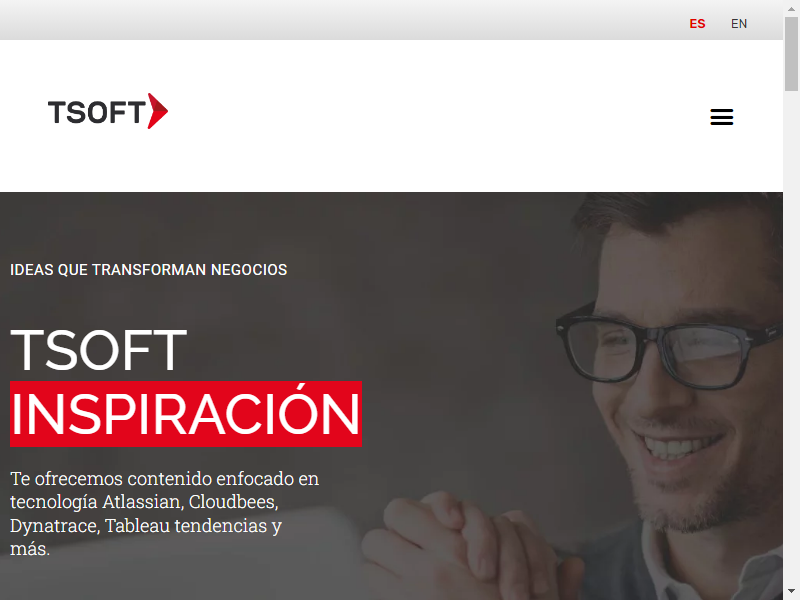 ES EN
TSOFT
IDEAS QUE TRANSFORMAN NEGOCIOS
TSOFT
INSPIRACIÓN
Te ofrecemos contenido enfocado en
tecnología Atlassian, Cloudbees,
Dynatrace, Tableau tendencias y
más.